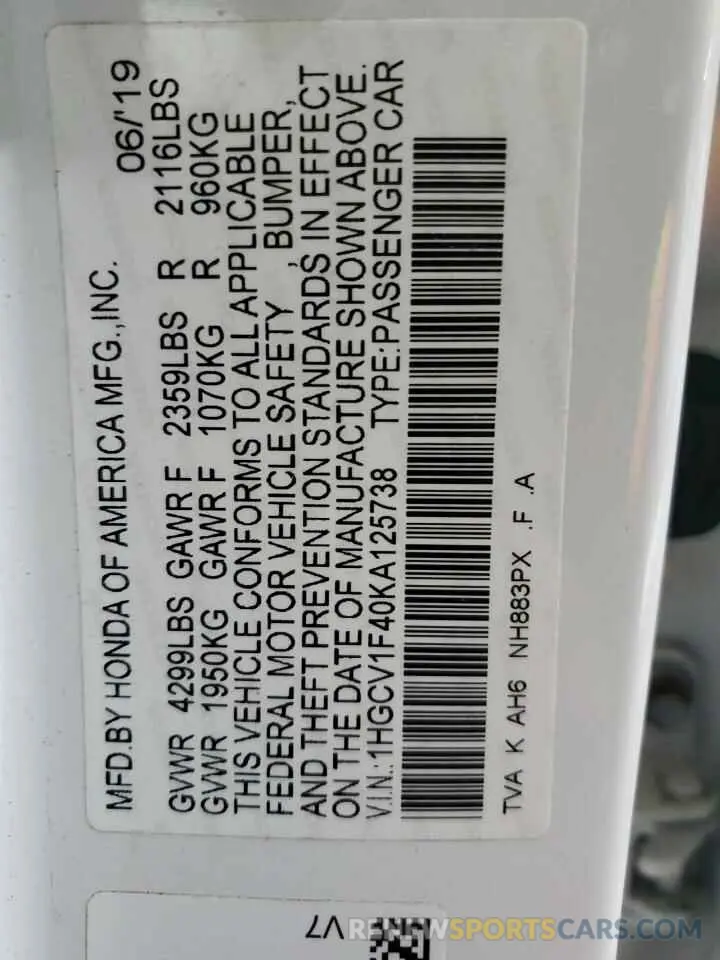 MFD.BY HONDA OF AMERICA MFG.,INC. 06/'19
GVWR 4299LBS GAWR F 2359LBS R 2116LBS
GVWR 1950KG GAWR F 1070KG R 960KG
THIS VEHICLE CONFORMS TO ALL APPLICABLE
FEDERAL MOTOR VEHICLE SAFETY , BUMPER,
AND THEFT PREVENTION STANDARDS IN EFFECT
ON THE DATE OF MANUFACTURE SHOWN ABOVE.
V.I.N.:1HGCV1F40KA125738 TYPE:PASSENGER CAR
TVA K AH6 NH883PX .F .A
V7
REVIEWSPORTSCARS.COM